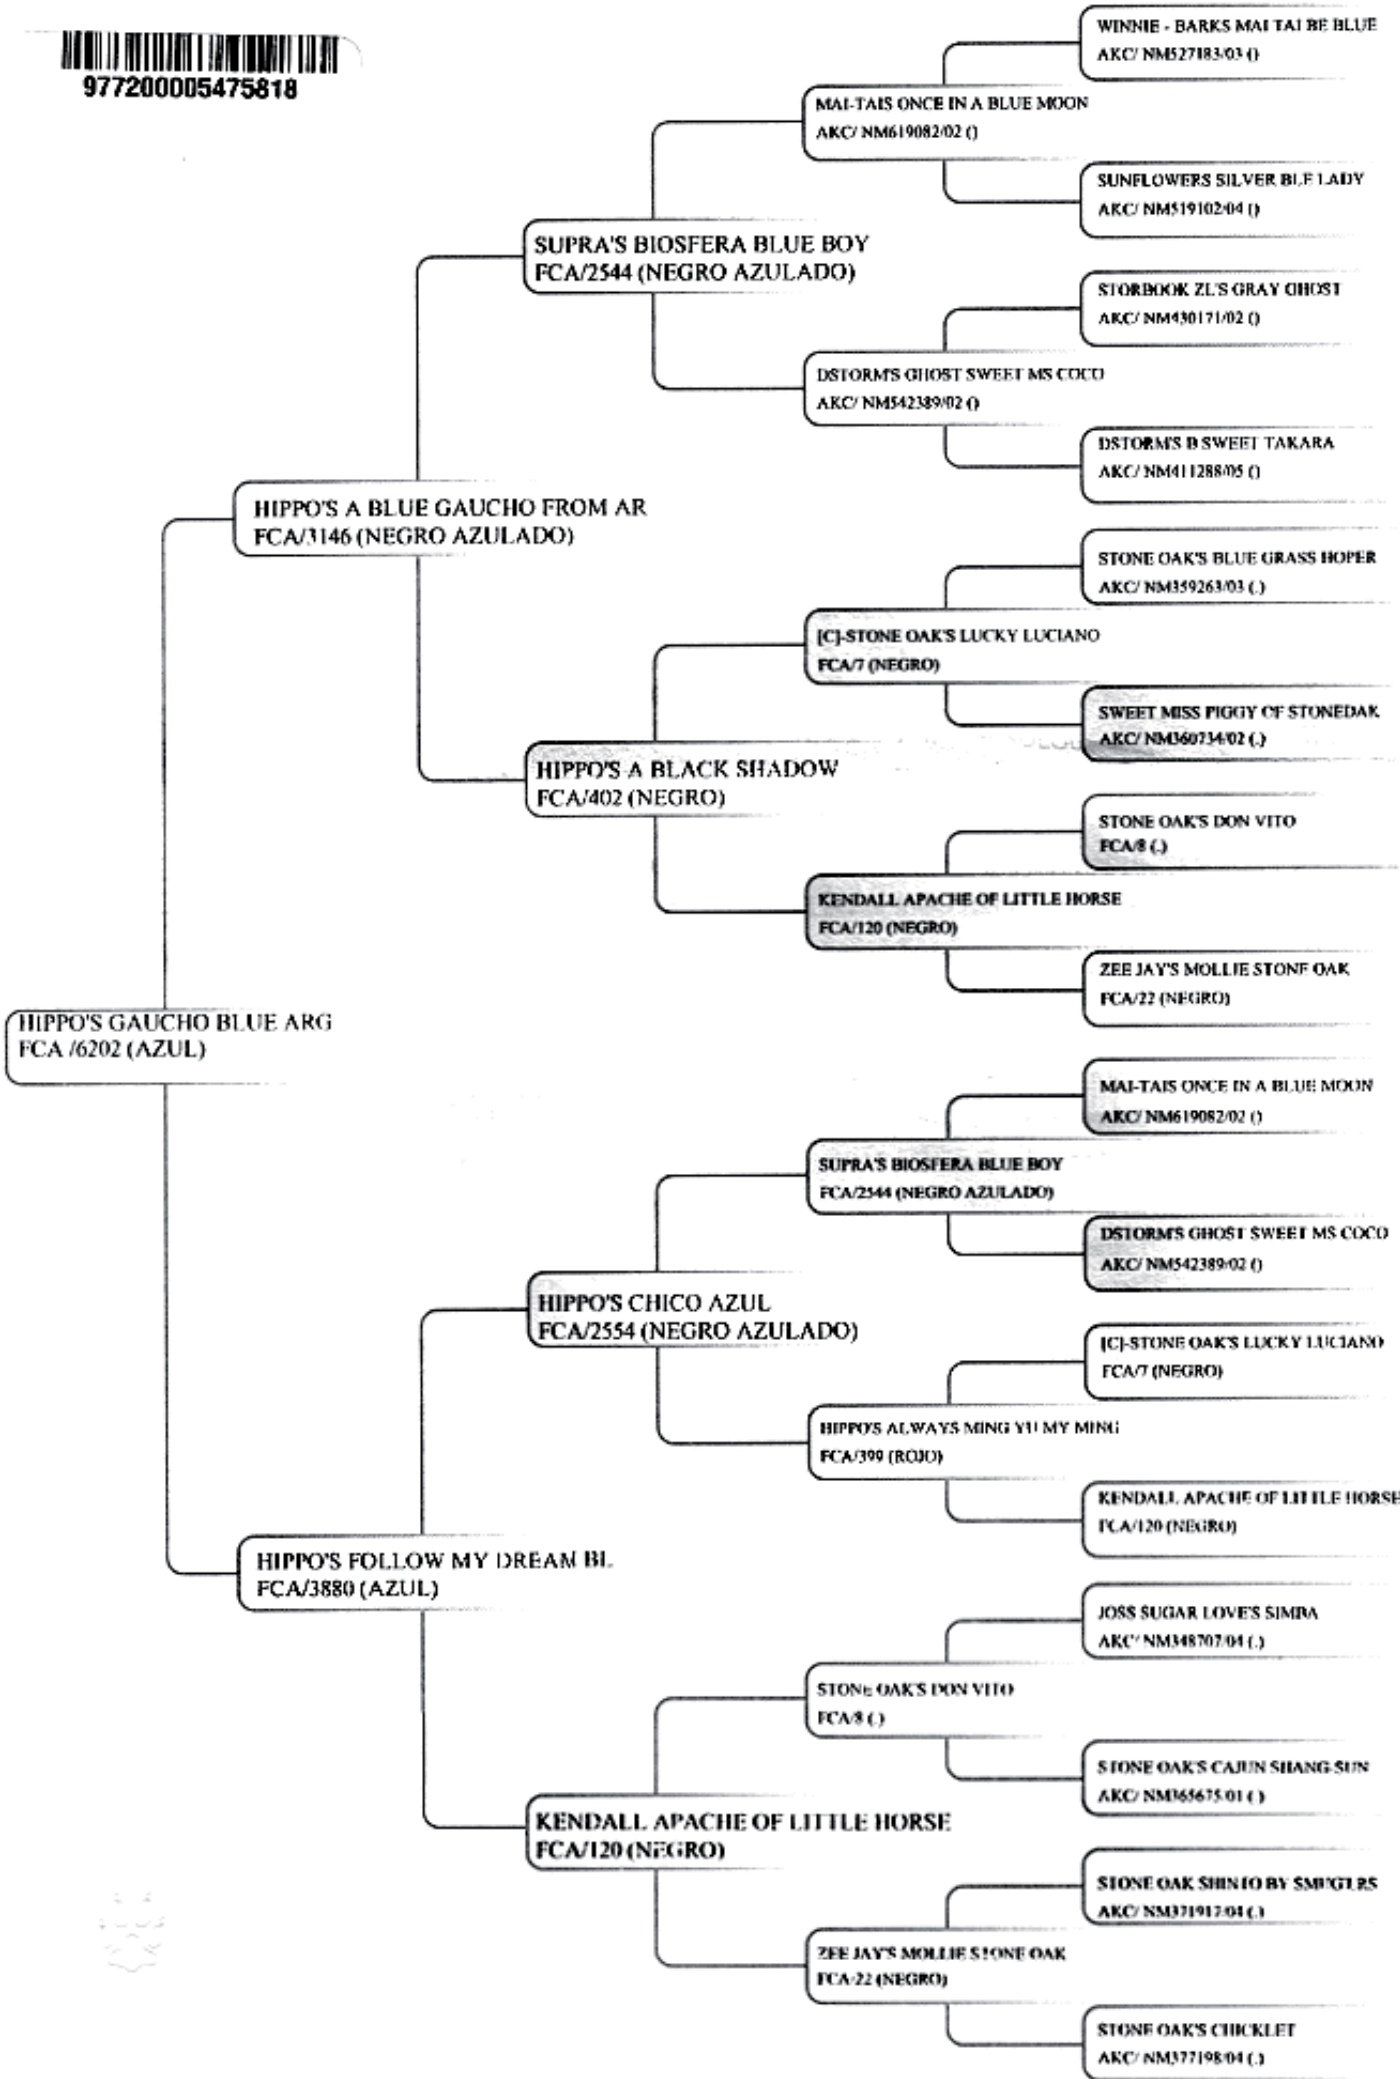 977200005475818
WINNIE - BARKS MAI TAI BE BLUE
AKC/ NM527183/03 ()
MAI-TAIS ONCE IN A BLUE MOON
AKC/ NM619082/02 ()
SUNFLOWERS SILVER BLE LADY
AKC/ NM519102/04 ()
SUPRA'S BIOSFERA BLUE BOY
FCA/2544 (NEGRO AZULADO)
STORBOOK ZL'S GRAY GHOST
AKC/ NM430171/02 ()
DSTORM'S GHOST SWEET MS COCO
AKC/ NM542389/02 ()
DSTORM'S B SWEET TAKARA
AKC/ NM411288/05 ()
HIPPO'S A BLUE GAUCHO FROM AR
FCA/3146 (NEGRO AZULADO)
STONE OAK'S BLUE GRASS HOPER
AKC/ NM359263/03 (.)
[C]-STONE OAK'S LUCKY LUCIANO
FCA/7 (NEGRO)
SWEET MISS PIGGY OF STONEDAK
AKC/ NM360734/02 (.)
HIPPO'S A BLACK SHADOW
FCA/402 (NEGRO)
STONE OAK'S DON VITO
FCA/8 (.)
KENDALL APACHE OF LITTLE HORSE
FCA/120 (NEGRO)
ZEE JAY'S MOLLIE STONE OAK
FCA/22 (NEGRO)
HIPPO'S GAUCHO BLUE ARG
FCA /6202 (AZUL)
MAI-TAIS ONCE IN A BLUE MOON
AKC/ NM619082/02 ()
SUPRA'S BIOSFERA BLUE BOY
FCA/2544 (NEGRO AZULADO)
DSTORM'S GHOST SWEET MS COCO
AKC/ NM542389/02 ()
HIPPO'S CHICO AZUL
FCA/2554 (NEGRO AZULADO)
[C]-STONE OAK'S LUCKY LUCIANO
FCA/7 (NEGRO)
HIPPO'S ALWAYS MING YU MY MING
FCA/399 (ROJO)
KENDALL APACHE OF LITTLE HORSE
FCA/120 (NEGRO)
HIPPO'S FOLLOW MY DREAM BL
FCA/3880 (AZUL)
JOSS SUGAR LOVE'S SIMBA
AKC/ NM348707/04 (.)
STONE OAK'S DON VITO
FCA/8 (.)
STONE OAK'S CAJUN SHANG-SUN
AKC/ NM365675/01 (.)
KENDALL APACHE OF LITTLE HORSE
FCA/120 (NEGRO)
STONE OAK SHINTO BY SMUGLRS
AKC/ NM371917/04 (.)
ZEE JAY'S MOLLIE STONE OAK
FCA/22 (NEGRO)
STONE OAK'S CHICKLET
AKC/ NM377198/04 (.)